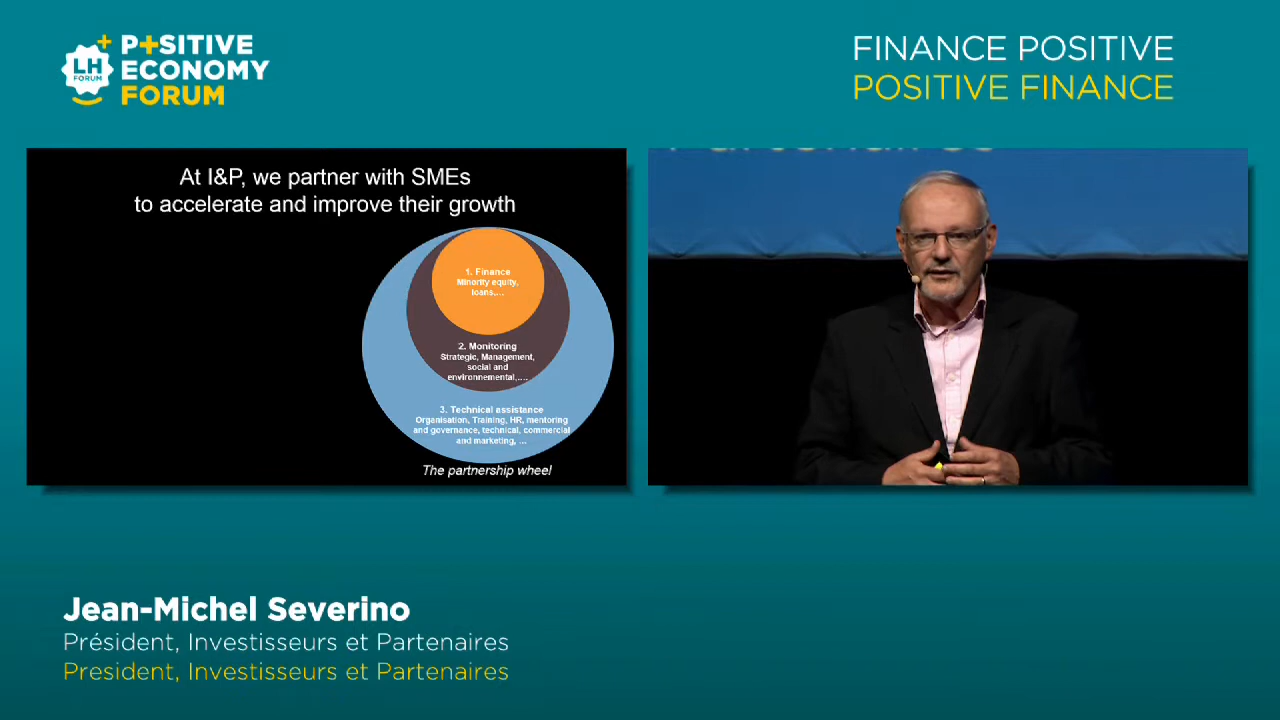 P+SITIVE
ECONOMY
FORUM
LH
FORUM
FINANCE POSITIVE
POSITIVE FINANCE
At I&P, we partner with SMEs
to accelerate and improve their growth
1. Finance
Minority equity,
loans,...
2. Monitoring
Strategic, Management,
social and
environnemental,....
3. Technical assistance
Organisation, Training, HR, mentoring
and governance, technical, commercial
and marketing, ...
The partnership wheel
Jean-Michel Severino
Président, Investisseurs et Partenaires
President, Investisseurs et Partenaires